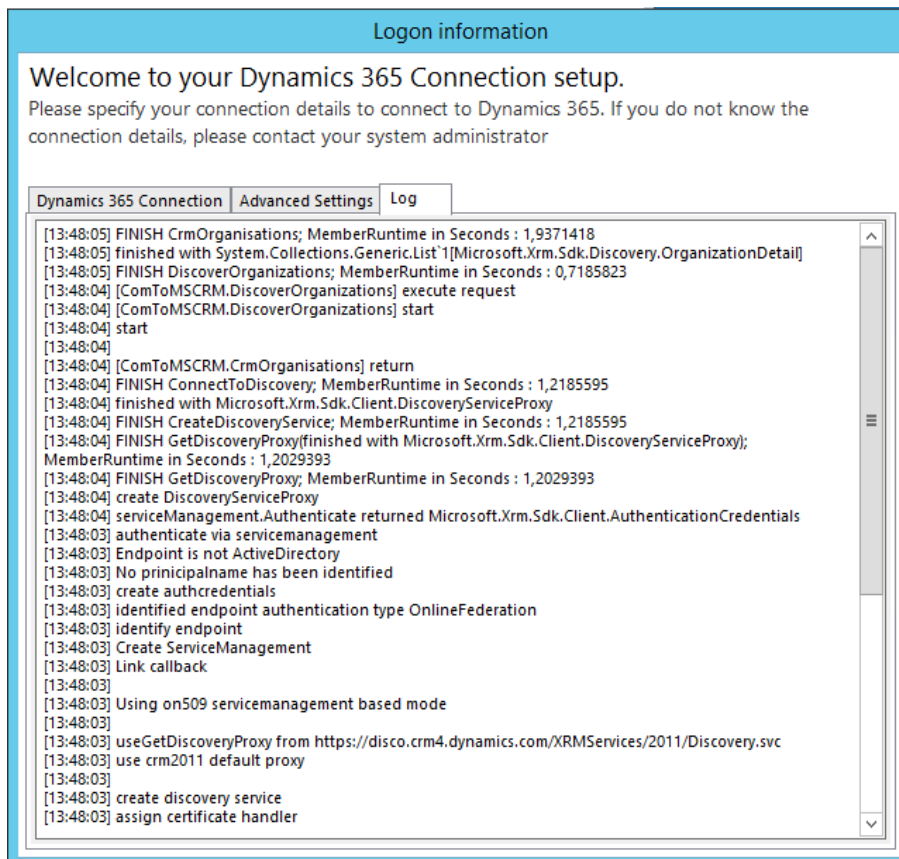 Logon information
Welcome to your Dynamics 365 Connection setup.
Please specify your connection details to connect to Dynamics 365. If you do not know the
connection details, please contact your system administrator
Dynamics 365 Connection Advanced Settings Log
[13:48:05] FINISH CrmOrganisations; MemberRuntime in Seconds : 1,9371418
[13:48:05] finished with System.Collections.Generic.List`1[Microsoft.Xrm.Sdk.Discovery.OrganizationDetail]
[13:48:05] FINISH DiscoverOrganizations; MemberRuntime in Seconds : 0,7185823
[13:48:04] [ComToMSCRM.DiscoverOrganizations] execute request
[13:48:04] [ComToMSCRM.DiscoverOrganizations] start
[13:48:04] start
[13:48:04]
[13:48:04] [ComToMSCRM.CrmOrganisations] return
[13:48:04] FINISH ConnectToDiscovery; MemberRuntime in Seconds : 1,2185595
[13:48:04] finished with Microsoft.Xrm.Sdk.Client.DiscoveryServiceProxy
[13:48:04] FINISH CreateDiscoveryService; MemberRuntime in Seconds : 1,2185595
[13:48:04] FINISH GetDiscoveryProxy(finished with Microsoft.Xrm.Sdk.Client.DiscoveryServiceProxy);
MemberRuntime in Seconds : 1,2029393
[13:48:04] FINISH GetDiscoveryProxy; MemberRuntime in Seconds : 1,2029393
[13:48:04] create DiscoveryServiceProxy
[13:48:04] serviceManagement.Authenticate returned Microsoft.Xrm.Sdk.Client.AuthenticationCredentials
[13:48:03] authenticate via servicemanagement
[13:48:03] Endpoint is not ActiveDirectory
[13:48:03] No prinicipalname has been identified
[13:48:03] create authcredentials
[13:48:03] identified endpoint authentication type OnlineFederation
[13:48:03] identify endpoint
[13:48:03] Create ServiceManagement
[13:48:03] Link callback
[13:48:03]
[13:48:03] Using on509 servicemanagement based mode
[13:48:03]
[13:48:03] useGetDiscoveryProxy from https://disco.crm4.dynamics.com/XRMServices/2011/Discovery.svc
[13:48:03] use crm2011 default proxy
[13:48:03]
[13:48:03] create discovery service
[13:48:03] assign certificate handler